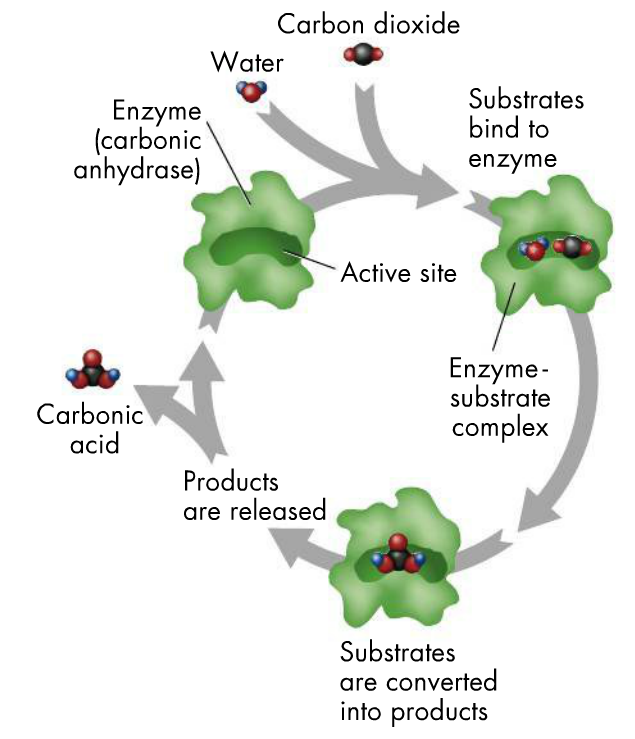 Carbon dioxide
Water
Enzyme
(carbonic
anhydrase)
Substrates
bind to
enzyme
Active site
Enzyme-
substrate
complex
Carbonic
acid
Products
are released
Substrates
are converted
into products